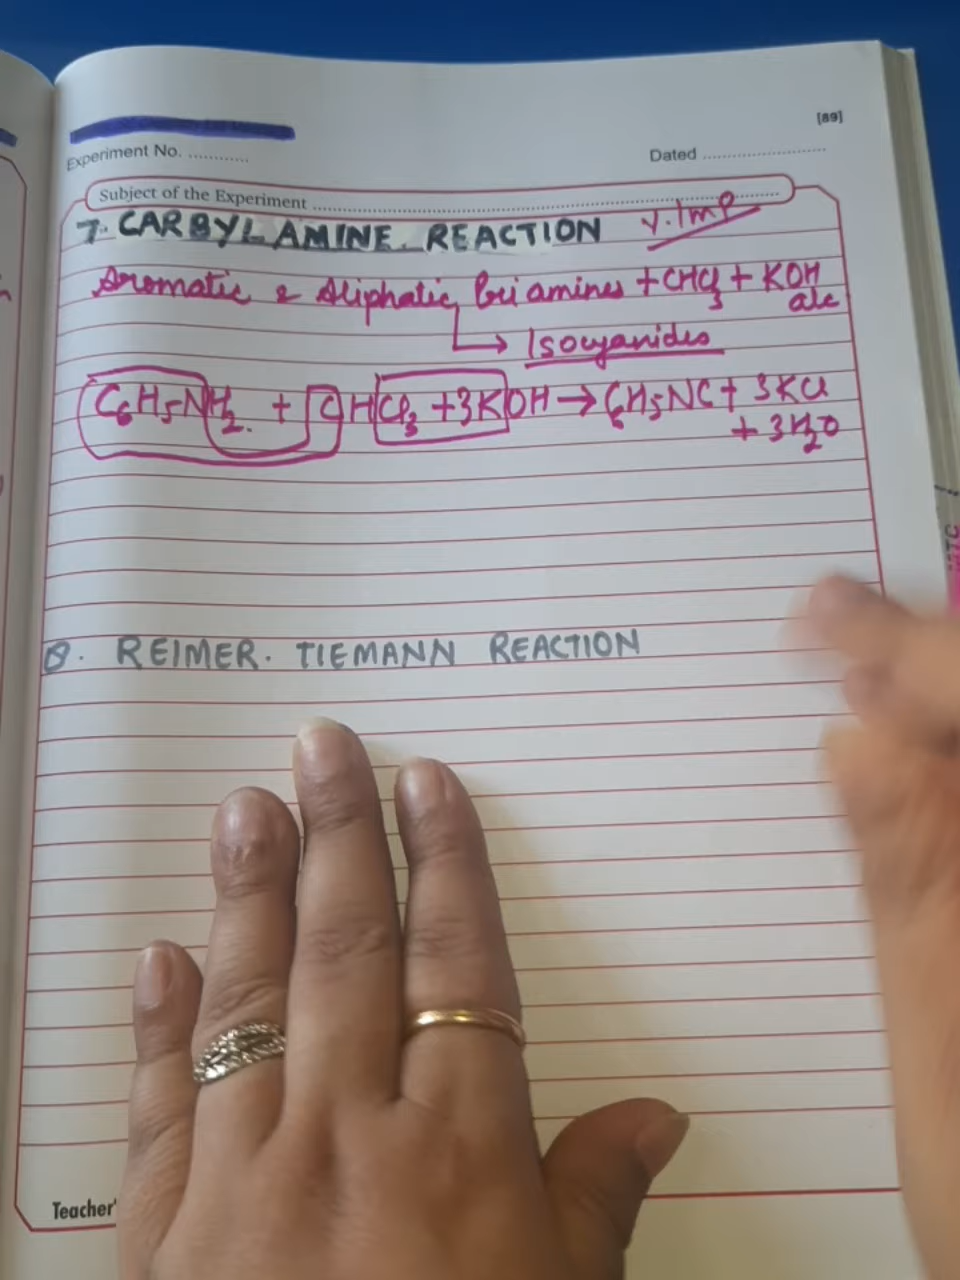 [89]
Experiment No. ............
Dated ..............................
Subject of the Experiment ..............................
7. CARBYLAMINE REACTION V.Imp
Aromatic & Aliphatic pri amines + CHCl3 + KOH
alc
Isocyanides
C6H5NH2 + CHCl3 + 3KOH → C6H5NC + 3KCl
+ 3H2O
8. REIMER. TIEMANN REACTION
Teacher'